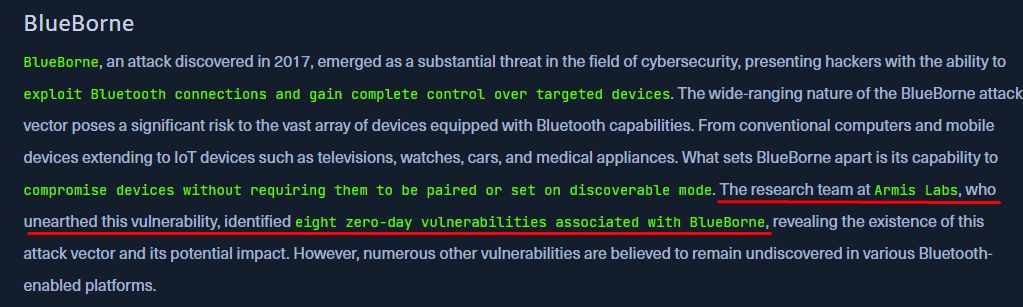 BlueBorne
BlueBorne, an attack discovered in 2017, emerged as a substantial threat in the field of cybersecurity, presenting hackers with the ability to
exploit Bluetooth connections and gain complete control over targeted devices. The wide-ranging nature of the BlueBorne attack
vector poses a significant risk to the vast array of devices equipped with Bluetooth capabilities. From conventional computers and mobile
devices extending to IoT devices such as televisions, watches, cars, and medical appliances. What sets BlueBorne apart is its capability to
compromise devices without requiring them to be paired or set on discoverable mode. The research team at Armis Labs, who
unearthed this vulnerability, identified eight zero-day vulnerabilities associated with BlueBorne, revealing the existence of this
attack vector and its potential impact. However, numerous other vulnerabilities are believed to remain undiscovered in various Bluetooth-
enabled platforms.